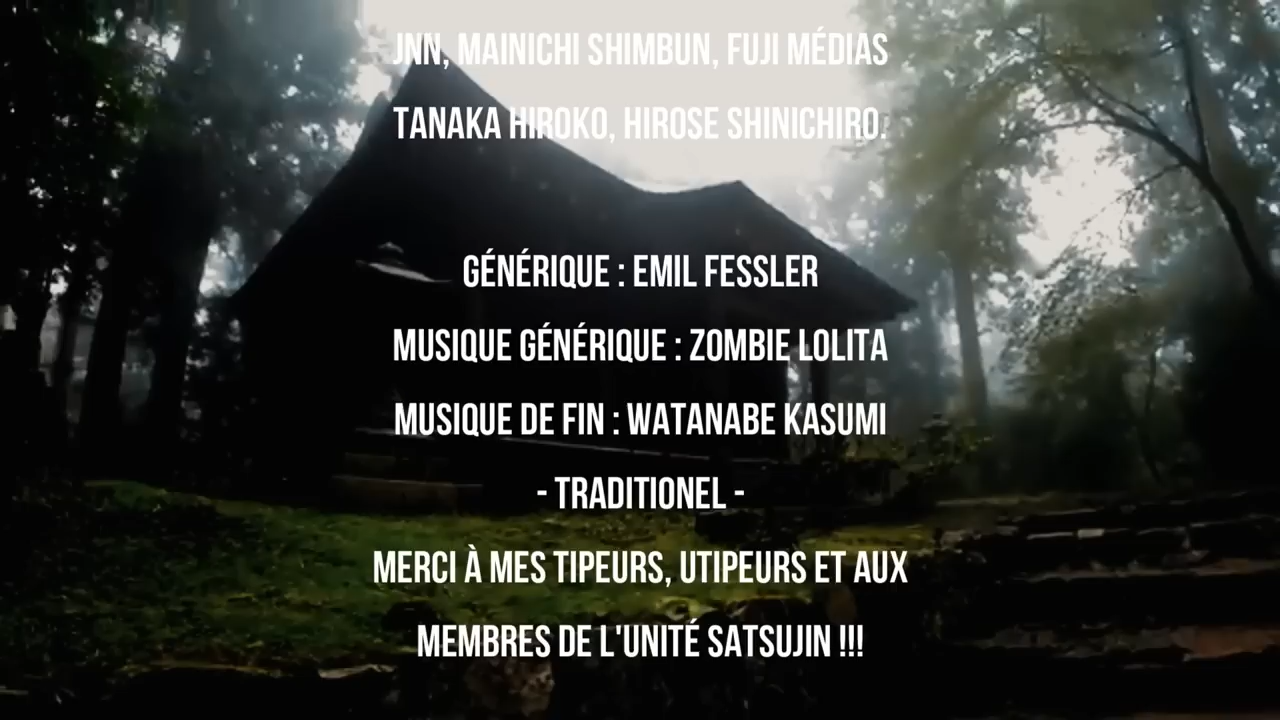 JNN, MAINICHI SHIMBUN, FUJI MÉDIAS
TANAKA HIROKO, HIROSE SHINICHIRO.
GÉNÉRIQUE : EMIL FESSLER
MUSIQUE GÉNÉRIQUE : ZOMBIE LOLITA
MUSIQUE DE FIN : WATANABE KASUMI
- TRADITIONEL -
MERCI À MES TIPEURS, UTIPEURS ET AUX
MEMBRES DE L'UNITÉ SATSUJIN !!!